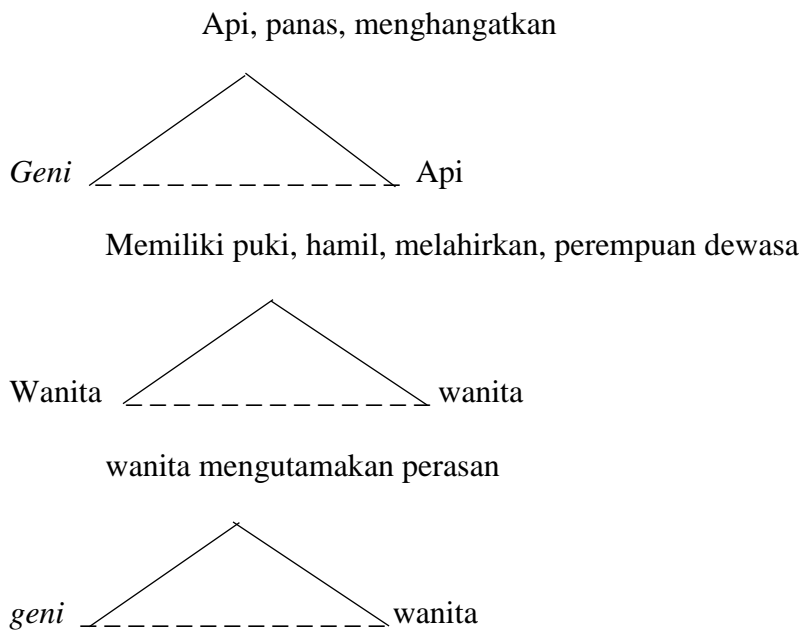 Api, panas, menghangatkan
Geni Api
Memiliki puki, hamil, melahirkan, perempuan dewasa
Wanita wanita
wanita mengutamakan perasan
geni wanita